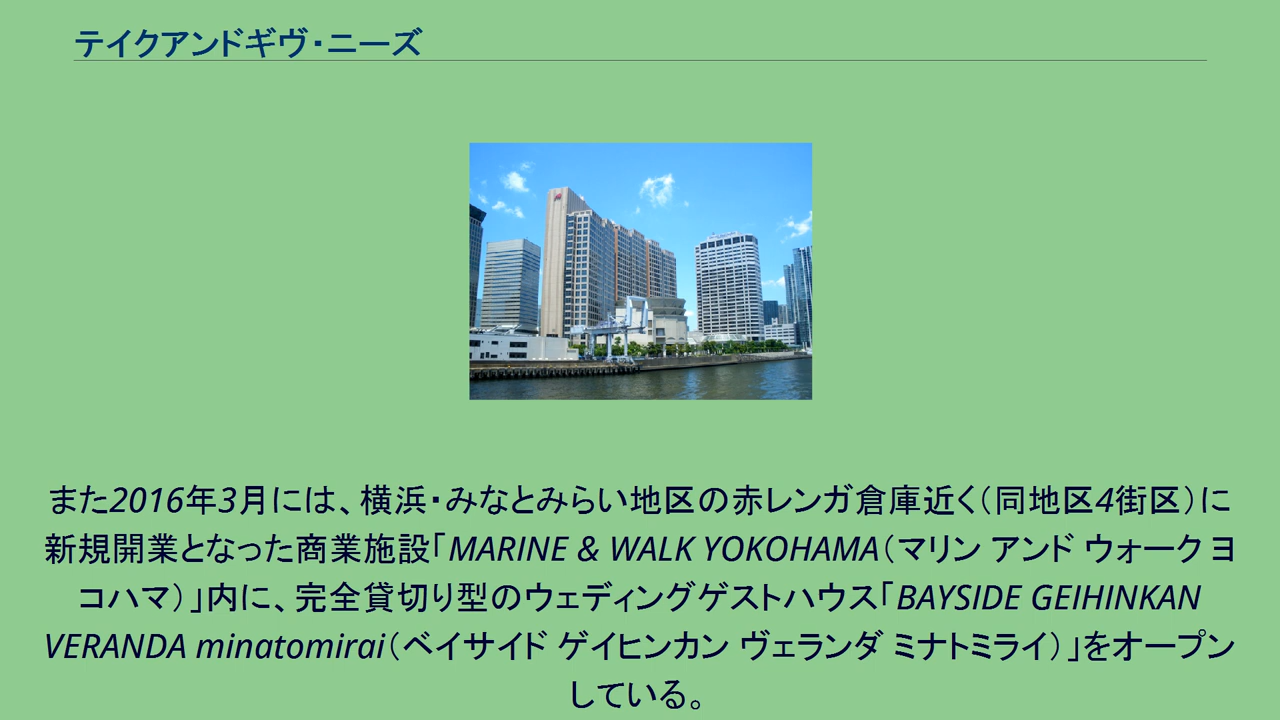 テイクアンドギヴ・ニーズ
また2016年3月には、横浜・みなとみらい地区の赤レンガ倉庫近く（同地区4街区）に
新規開業となった商業施設「MARINE & WALK YOKOHAMA（マリン アンド ウォーク ヨ
コハマ）」内に、完全貸切り型のウェディングゲストハウス「BAYSIDE GEIHINKAN
VERANDA minatomirai（ベイサイド ゲイヒンカン ヴェランダ ミナトミライ）」をオープン
している。